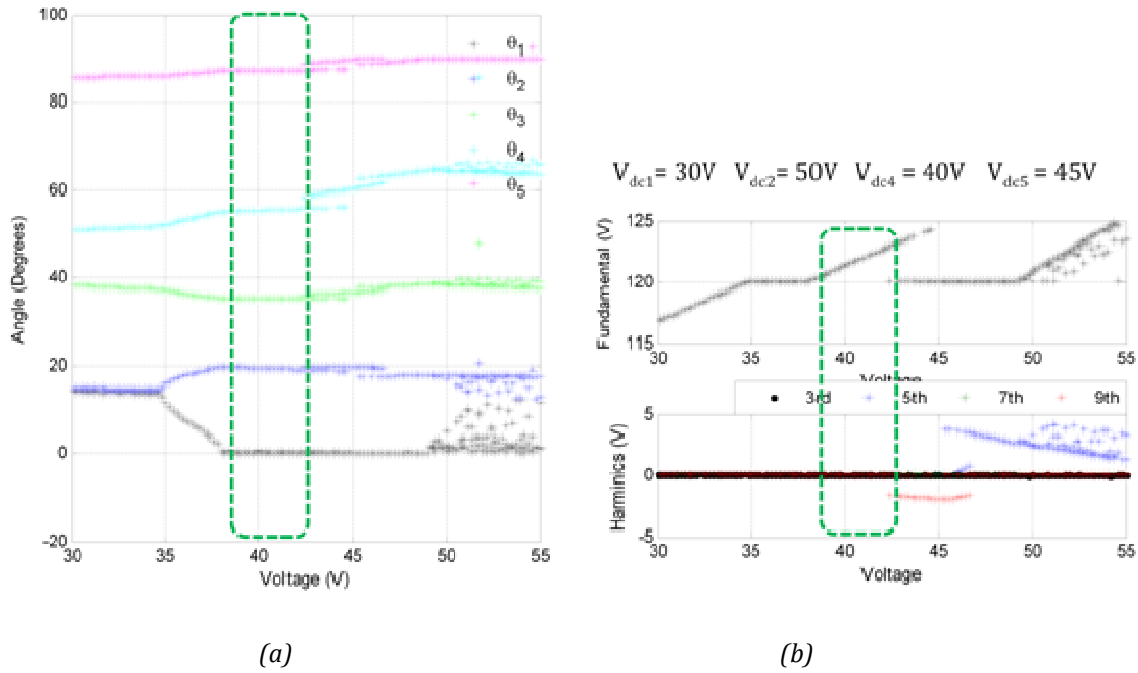 100
80
60
40
20
0
-20
30
35
40
45
50
55
Angle (Degrees)
Voltage (V)
θ1
θ2
θ3
θ4
θ5
(a)
Vdc1= 30V Vdc2= 50V Vdc4= 40V Vdc5 = 45V
Fundamental (V)
125
120
115
30
35
40
45
50
55
Voltage
3rd
5th
7th
9th
Harminics (V)
5
0
-5
30
35
40
45
50
55
Voltage
(b)